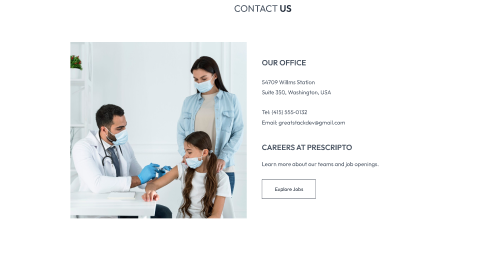 CONTACT US
OUR OFFICE
54709 Willms Station
Suite 350, Washington, USA
Tel: (415) 555-0132
Email: greatstackdev@gmail.com
CAREERS AT PRESCRIPTO
Learn more about our teams and job openings.
Explore Jobs